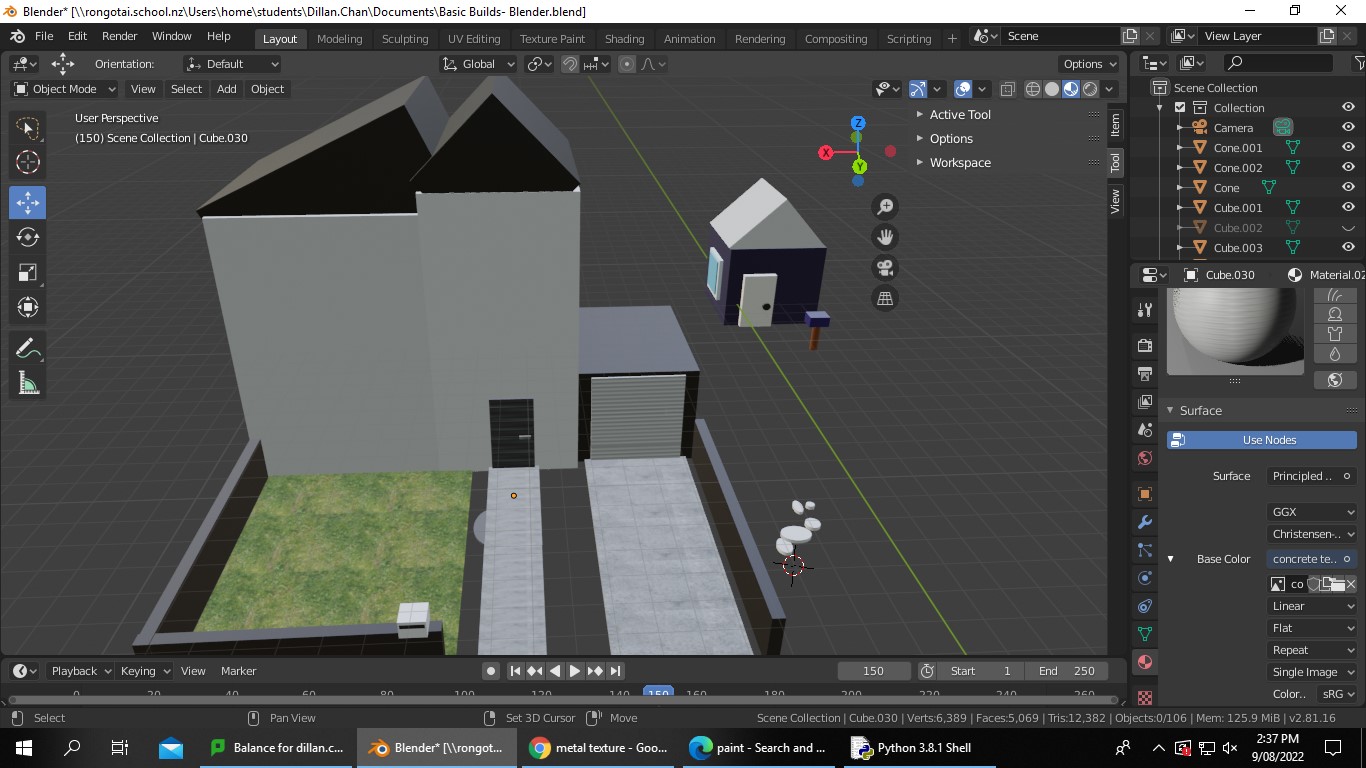 Blender* [\\rongotai.school.nz\Users\home\students\Dillan.Chan\Documents\Basic Builds- Blender.blend]
File Edit Render Window Help Layout Modeling Sculpting UV Editing Texture Paint Shading Animation Rendering Compositing Scripting + Scene View Layer
Orientation: Default Global Options
Object Mode View Select Add Object
User Perspective
(150) Scene Collection | Cube.030
Z
X
Y
Active Tool
Options
Workspace
Item
Tool
View
Scene Collection
Collection
Camera
Cone.001
Cone.002
Cone
Cube.001
Cube.002
Cube.003
Cube.030 Material.02
Surface
Use Nodes
Surface Principled ..
GGX
Christensen-..
Base Color concrete te..
co
Linear
Flat
Repeat
Single Image
Color.. sRG
Playback Keying View Marker 150 Start 1 End 250
0 20 40 60 80 100 120 140 150 160 180 200 220 240 260
Select Pan View Set 3D Cursor Move Scene Collection | Cube.030 | Verts:6,389 | Faces:5,069 | Tris:12,382 | Objects:0/106 | Mem: 125.9 MiB | v2.81.16
Balance for dillan.c... Blender* [\\rongot... metal texture - Goo... paint - Search and ... Python 3.8.1 Shell
2:37 PM
9/08/2022